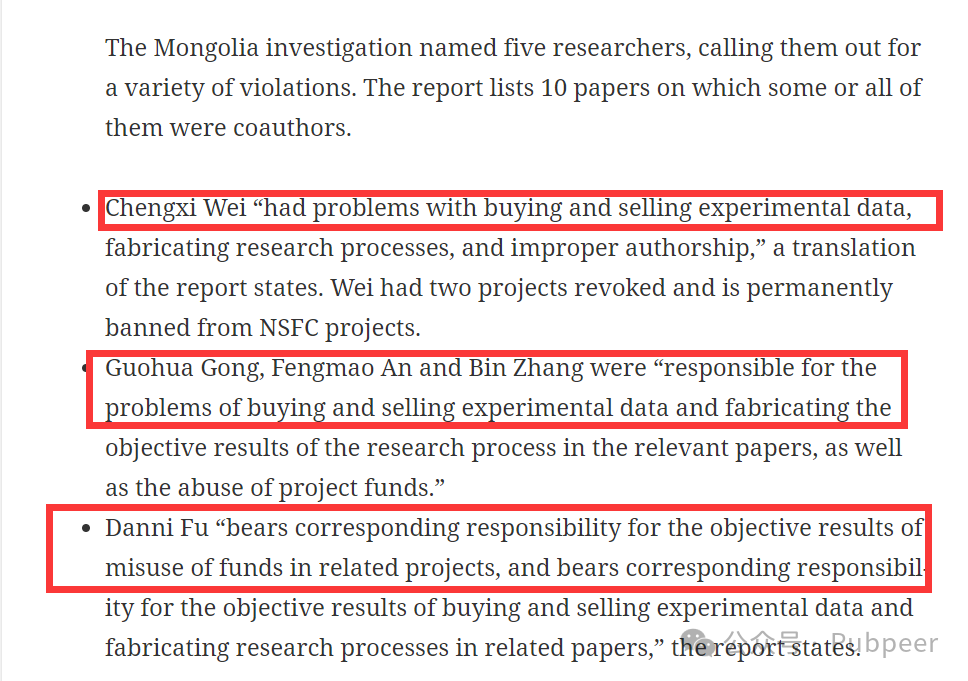 The Mongolia investigation named five researchers, calling them out for
a variety of violations. The report lists 10 papers on which some or all of
them were coauthors.
• Chengxi Wei “had problems with buying and selling experimental data,
fabricating research processes, and improper authorship,” a translation
of the report states. Wei had two projects revoked and is permanently
banned from NSFC projects.
• Guohua Gong, Fengmao An and Bin Zhang were “responsible for the
problems of buying and selling experimental data and fabricating the
objective results of the research process in the relevant papers, as well
as the abuse of project funds.”
• Danni Fu “bears corresponding responsibility for the objective results of
misuse of funds in related projects, and bears corresponding responsibil-
ity for the objective results of buying and selling experimental data and
fabricating research processes in related papers,” the report states.
公众号 · Pubpeer